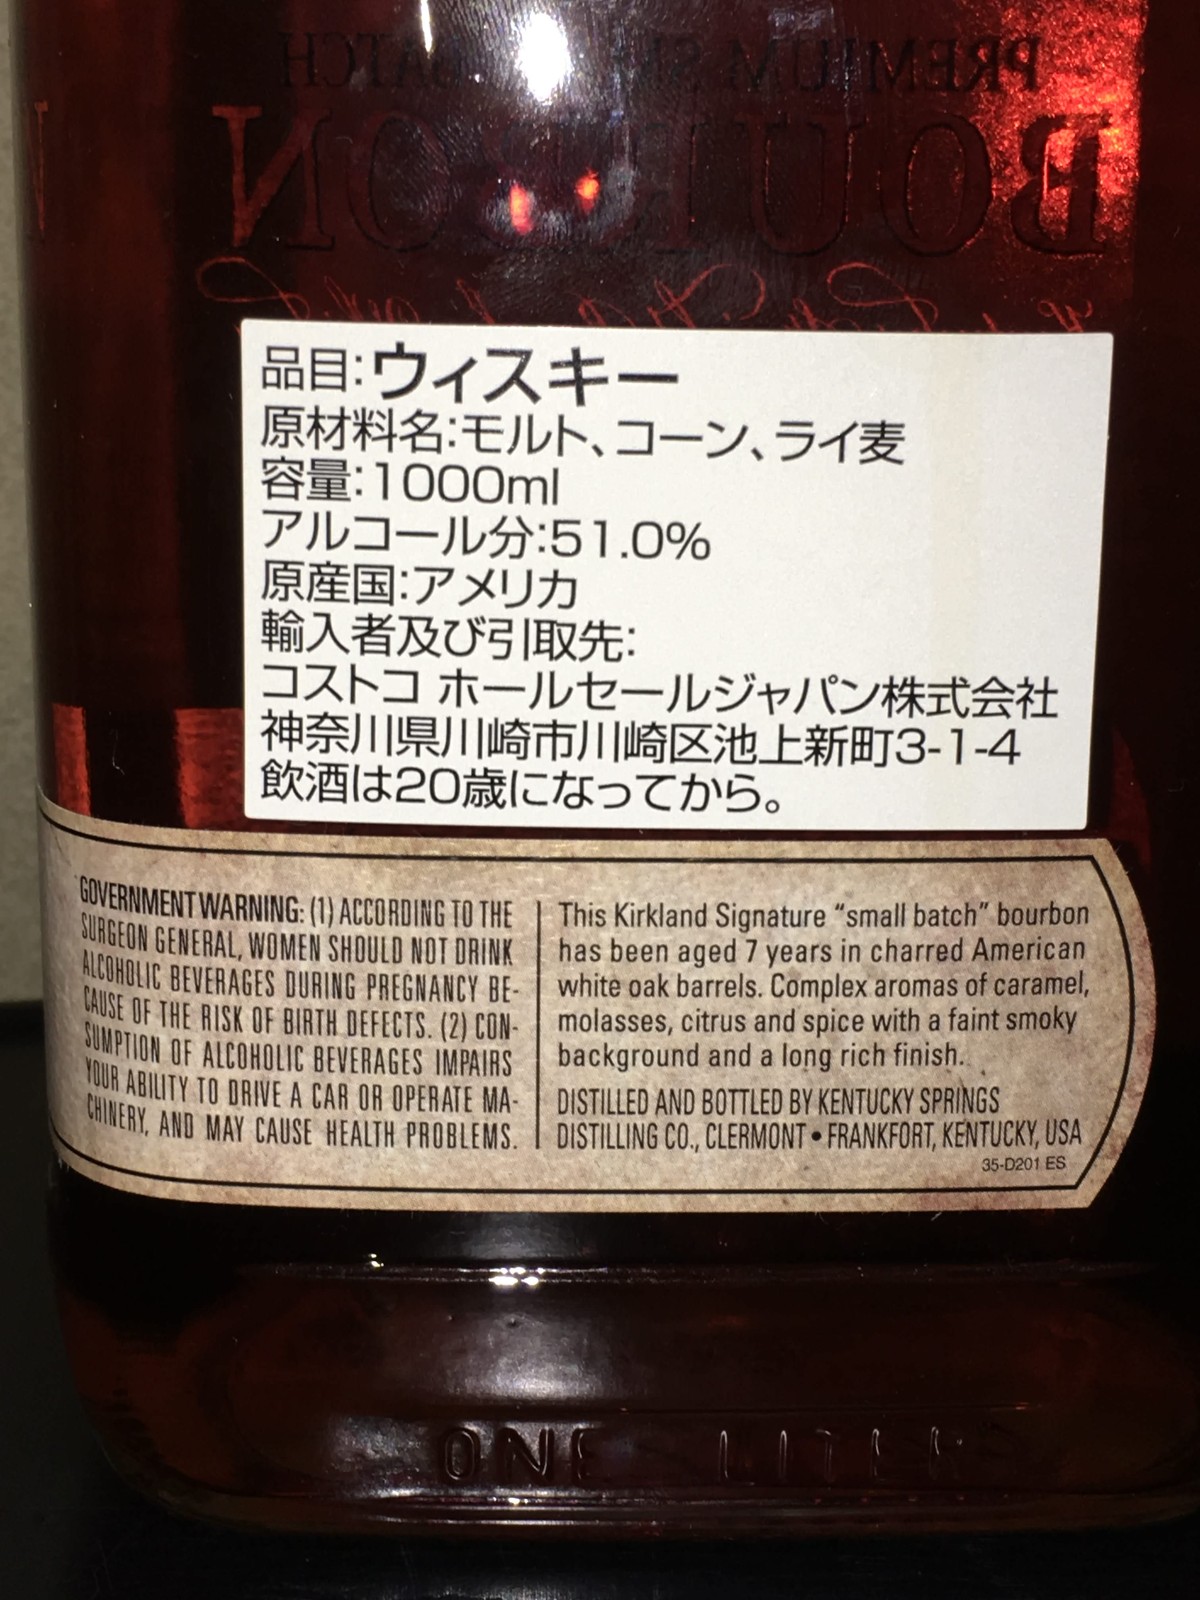 PREMIUM SMALL BATCH
BOURBON
品目:ウィスキー
原材料名:モルト、コーン、ライ麦
容量:1000ml
アルコール分:51.0%
原産国:アメリカ
輸入者及び引取先:
コストコ ホールセールジャパン株式会社
神奈川県川崎市川崎区池上新町3-1-4
飲酒は20歳になってから。
GOVERNMENT WARNING: (1) ACCORDING TO THE
SURGEON GENERAL, WOMEN SHOULD NOT DRINK
ALCOHOLIC BEVERAGES DURING PREGNANCY BE-
CAUSE OF THE RISK OF BIRTH DEFECTS. (2) CON-
SUMPTION OF ALCOHOLIC BEVERAGES IMPAIRS
YOUR ABILITY TO DRIVE A CAR OR OPERATE MA-
CHINERY, AND MAY CAUSE HEALTH PROBLEMS.
This Kirkland Signature “small batch” bourbon
has been aged 7 years in charred American
white oak barrels. Complex aromas of caramel,
molasses, citrus and spice with a faint smoky
background and a long rich finish.
DISTILLED AND BOTTLED BY KENTUCKY SPRINGS
DISTILLING CO., CLERMONT • FRANKFORT, KENTUCKY, USA
35-D201 ES
ONE LITER